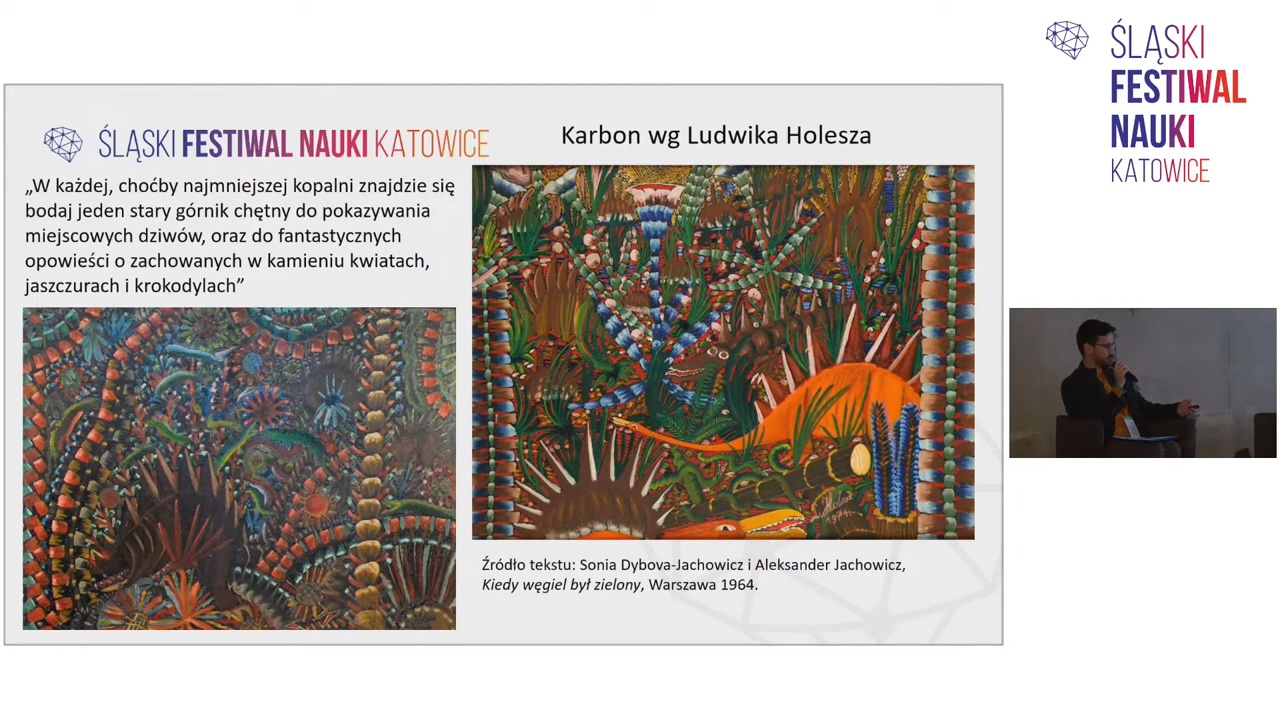 ŚLĄSKI FESTIWAL NAUKI KATOWICE
Karbon wg Ludwika Holesza
„W każdej, choćby najmniejszej kopalni znajdzie się
bodaj jeden stary górnik chętny do pokazywania
miejscowych dziwów, oraz do fantastycznych
opowieści o zachowanych w kamieniu kwiatach,
jaszczurach i krokodylach”
Źródło tekstu: Sonia Dybova-Jachowicz i Aleksander Jachowicz,
Kiedy węgiel był zielony, Warszawa 1964.
ŚLĄSKI
FESTIWAL
NAUKI
KATOWICE